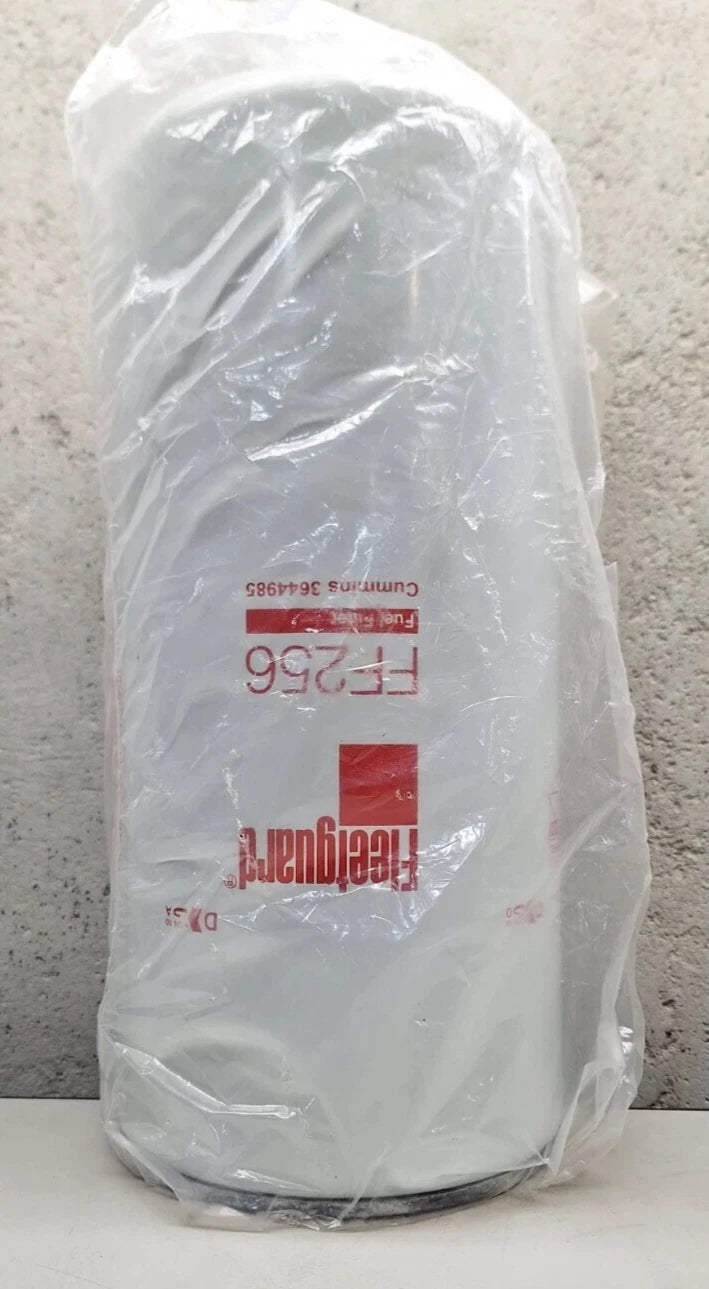 Fleetguard®
FF256
Fuel Filter
Cummins 3644985